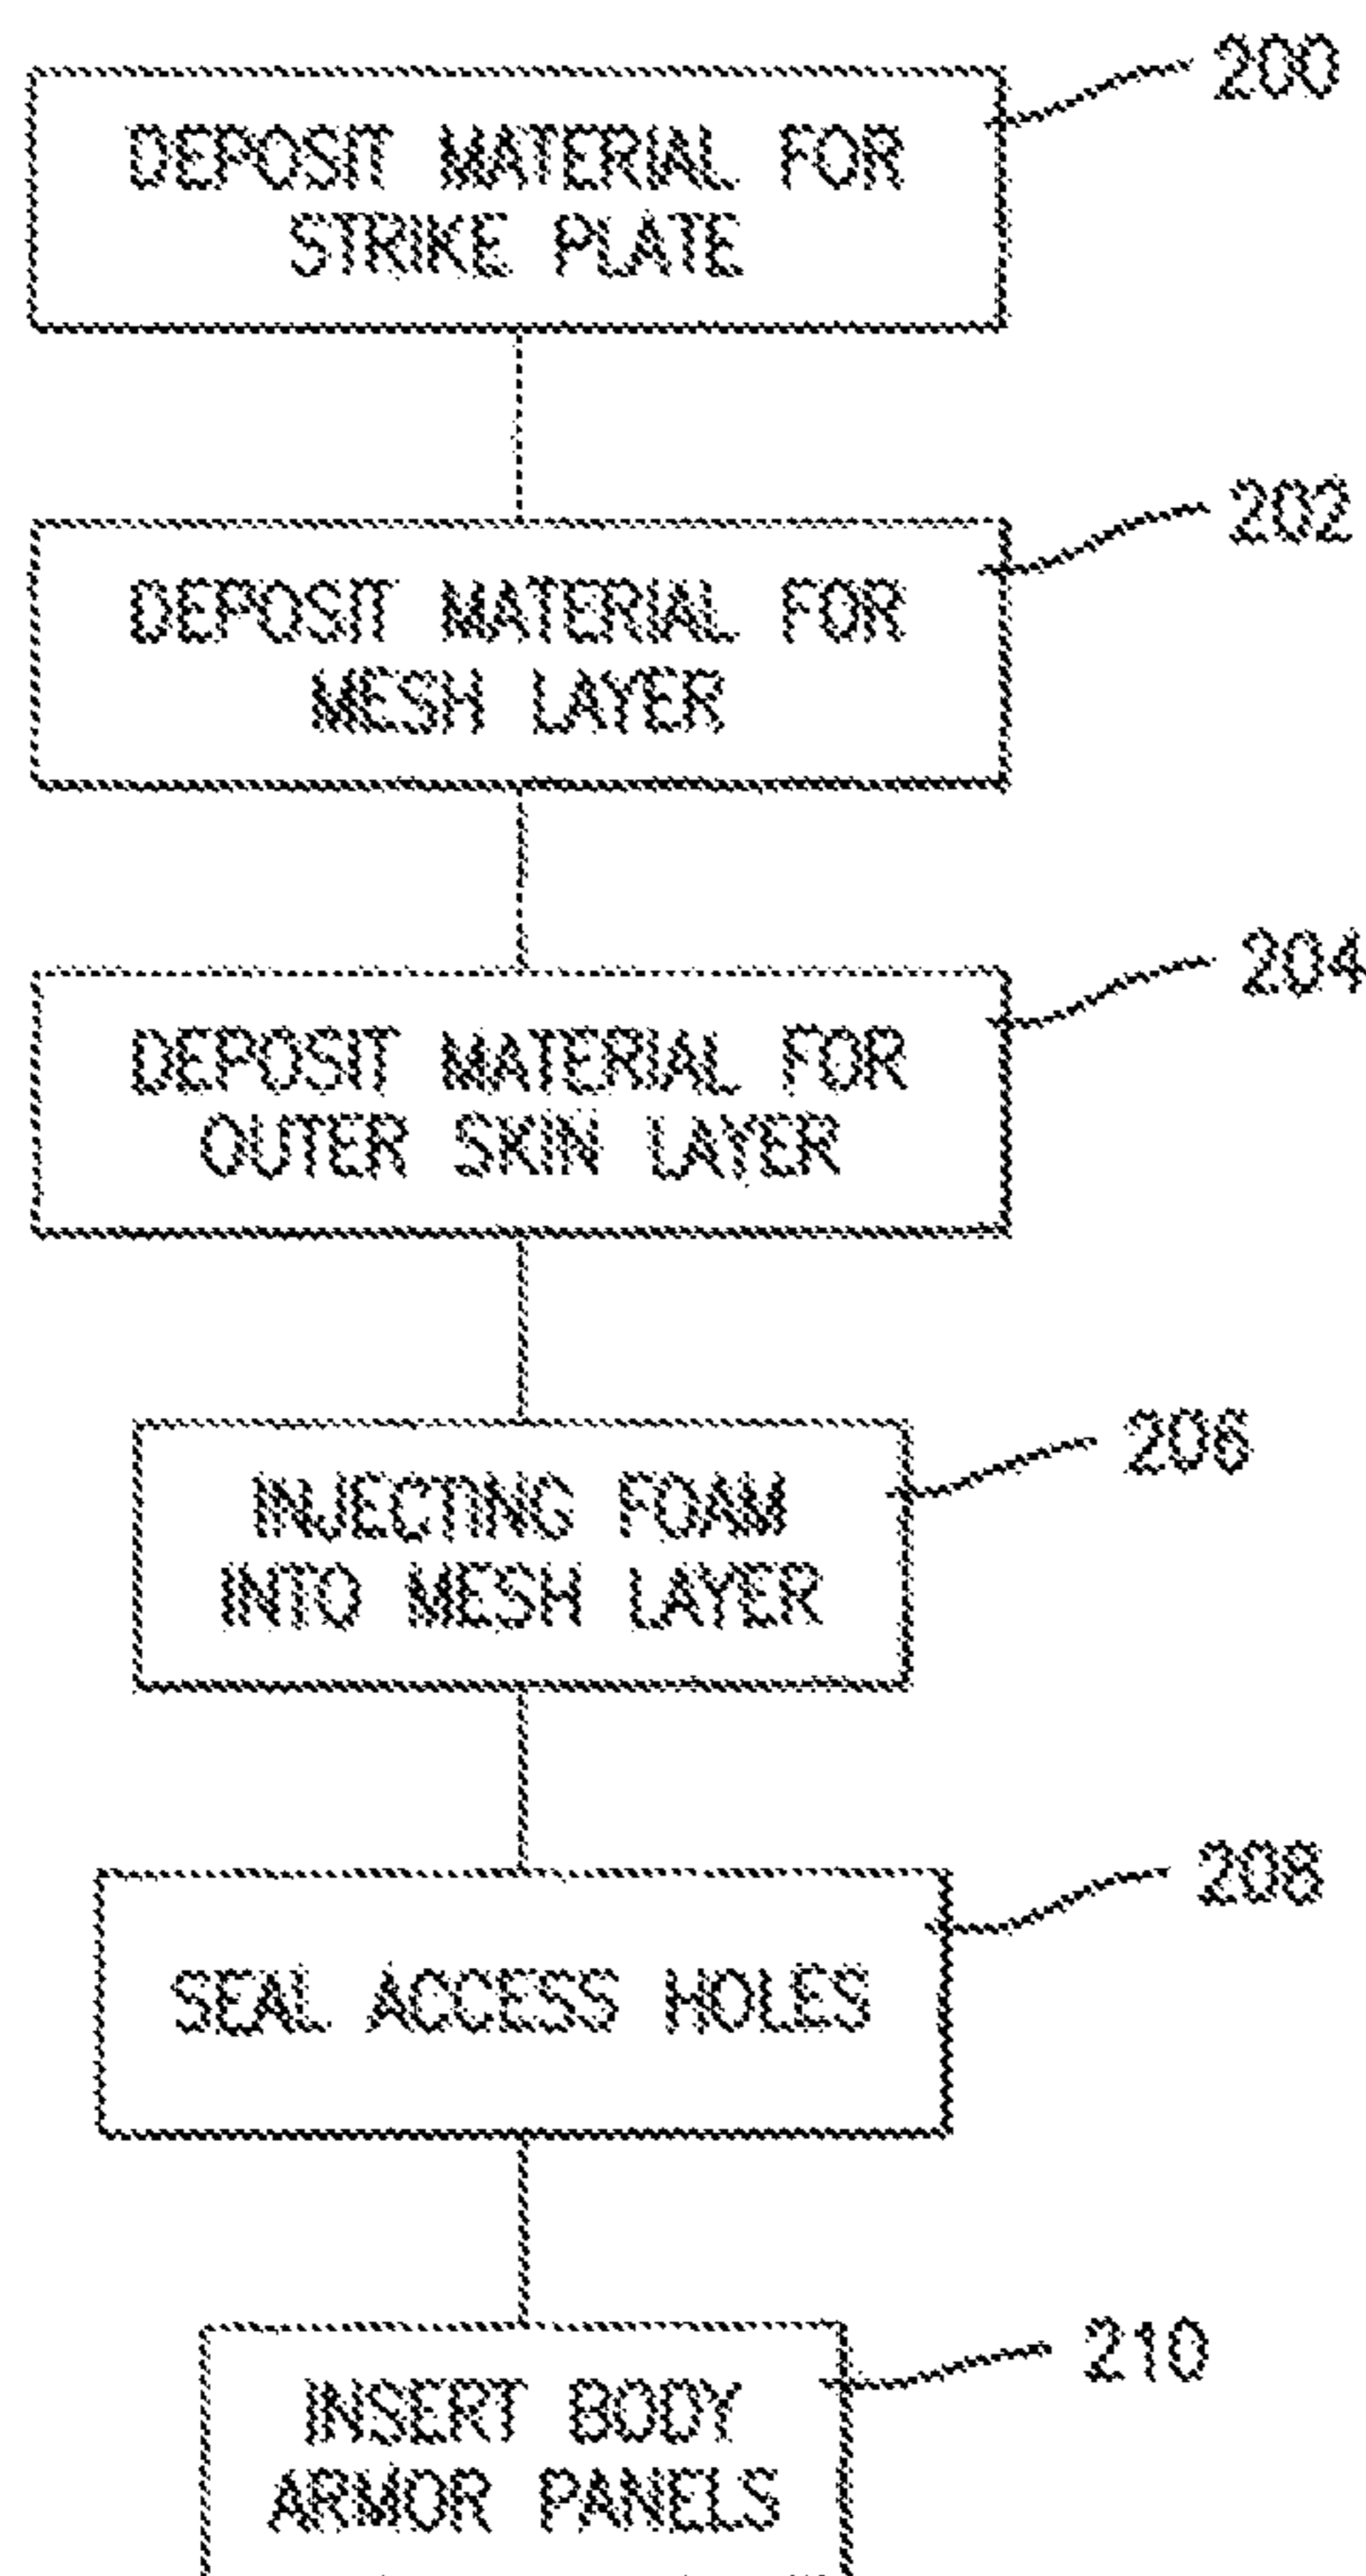 200
DEPOSIT MATERIAL FOR
STRIKE PLATE
202
DEPOSIT MATERIAL FOR
MESH LAYER
204
DEPOSIT MATERIAL FOR
OUTER SKIN LAYER
206
INJECTING FOAM
INTO MESH LAYER
208
SEAL ACCESS HOLES
210
INSERT BODY
ARMOR PANELS